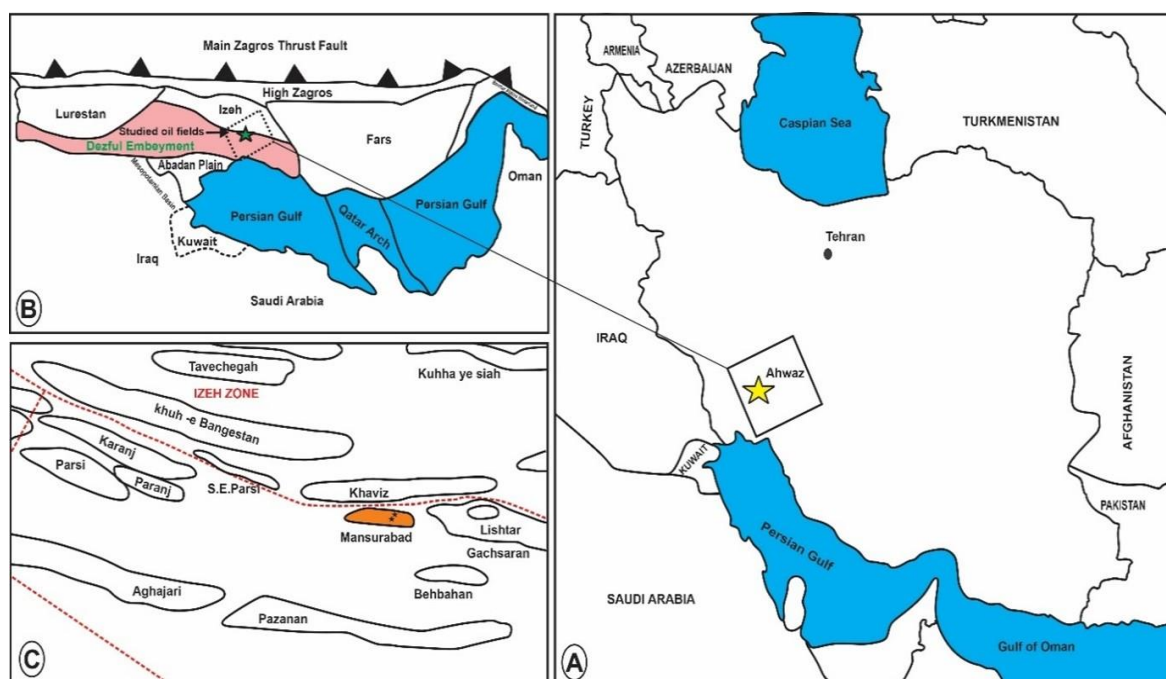 B
Main Zagros Thrust Fault
High Zagros
Lurestan
Izeh
Studied oil fields
Dezful Embeyment
Fars
Abadan Plain
Mesopotamian Basin
Oman
Persian Gulf
Qatar Arch
Persian Gulf
Kuwait
Iraq
Saudi Arabia
C
Tavechegah
Kuhha ye siah
IZEH ZONE
khuh -e Bangestan
Karanj
Parsi
Paranj
S.E.Parsi
Khaviz
Mansurabad
Lishtar
Gachsaran
Behbahan
Aghajari
Pazanan
A
ARMENIA
AZERBAIJAN
TURKEY
Caspian Sea
TURKMENISTAN
Tehran
IRAQ
Ahwaz
AFGHANISTAN
KUWAIT
PAKISTAN
Persian Gulf
SAUDI ARABIA
Gulf of Oman